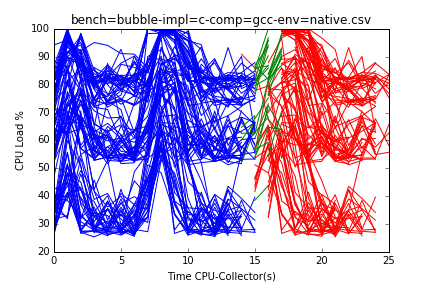 bench=bubble-impl=c-comp=gcc-env=native.csv
100
90
80
70
60
50
40
30
20
CPU Load %
0 5 10 15 20 25
Time CPU-Collector(s)